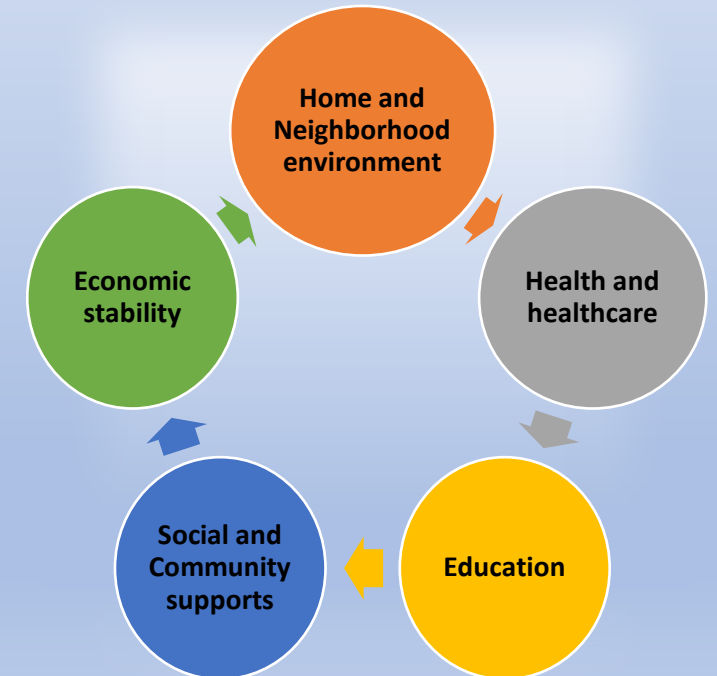 Home and
Neighborhood
environment
Health and
healthcare
Education
Social and
Community
supports
Economic
stability